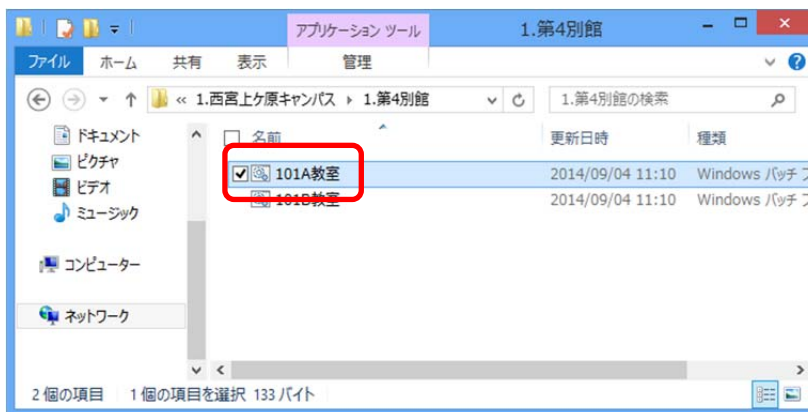 アプリケーション ツール 1.第4別館
ファイル ホーム 共有 表示 管理
« 1.西宮上ケ原キャンパス ▸ 1.第4別館 1.第4別館の検索
ドキュメント
ピクチャ
ビデオ
ミュージック
コンピューター
ネットワーク
名前 更新日時 種類
101A教室 2014/09/04 11:10 Windows バッチ フ
101B教室 2014/09/04 11:10 Windows バッチ フ
2 個の項目 1 個の項目を選択 133 バイト